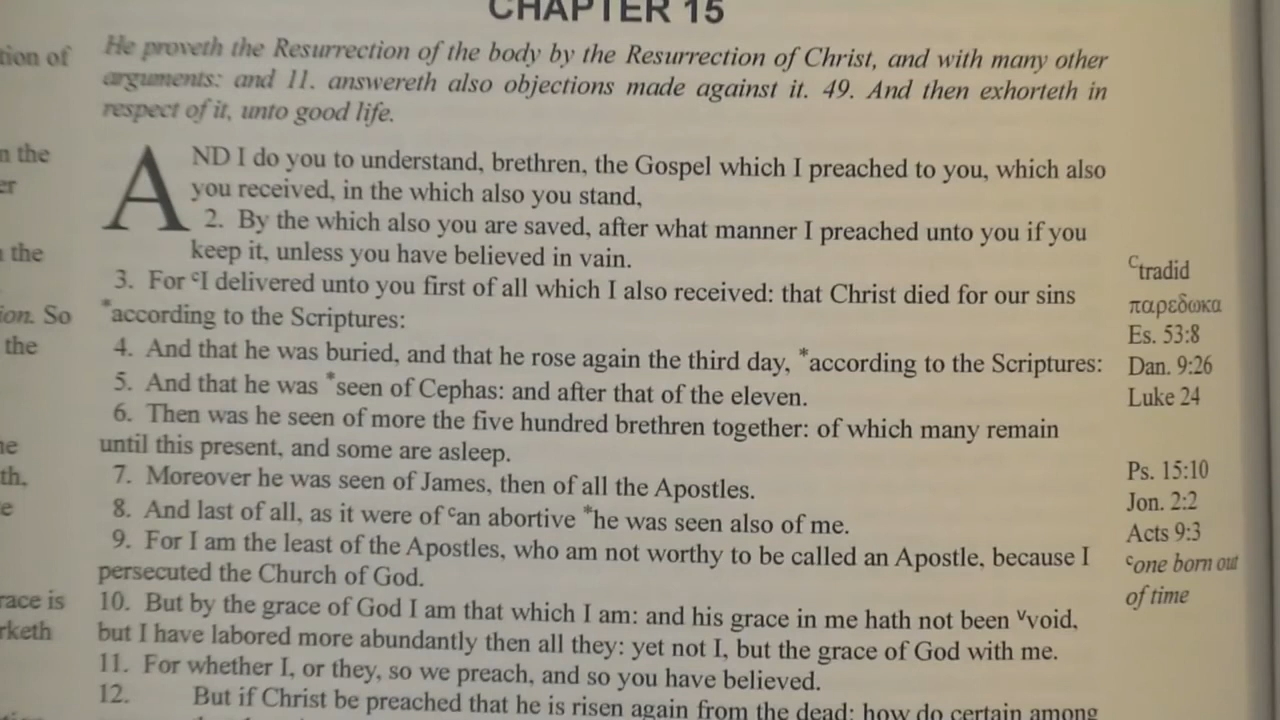 CHAPTER 15
He proveth the Resurrection of the body by the Resurrection of Christ, and with many other
arguments: and 11. answereth also objections made against it. 49. And then exhorteth in
respect of it, unto good life.
AND I do you to understand, brethren, the Gospel which I preached to you, which also
you received, in the which also you stand,
2. By the which also you are saved, after what manner I preached unto you if you
keep it, unless you have believed in vain.
3. For ᶜI delivered unto you first of all which I also received: that Christ died for our sins
*according to the Scriptures:
4. And that he was buried, and that he rose again the third day, *according to the Scriptures:
5. And that he was *seen of Cephas: and after that of the eleven.
6. Then was he seen of more the five hundred brethren together: of which many remain
until this present, and some are asleep.
7. Moreover he was seen of James, then of all the Apostles.
8. And last of all, as it were of ᶜan abortive *he was seen also of me.
9. For I am the least of the Apostles, who am not worthy to be called an Apostle, because I
persecuted the Church of God.
10. But by the grace of God I am that which I am: and his grace in me hath not been ᵛvoid,
but I have labored more abundantly then all they: yet not I, but the grace of God with me.
11. For whether I, or they, so we preach, and so you have believed.
12. But if Christ be preached that he is risen again from the dead: how do certain among
ᶜtradid
παρεδωκα
Es. 53:8
Dan. 9:26
Luke 24
Ps. 15:10
Jon. 2:2
Acts 9:3
ᶜone born out
of time
of
the
the
ion. So
the
th,
race is
rketh